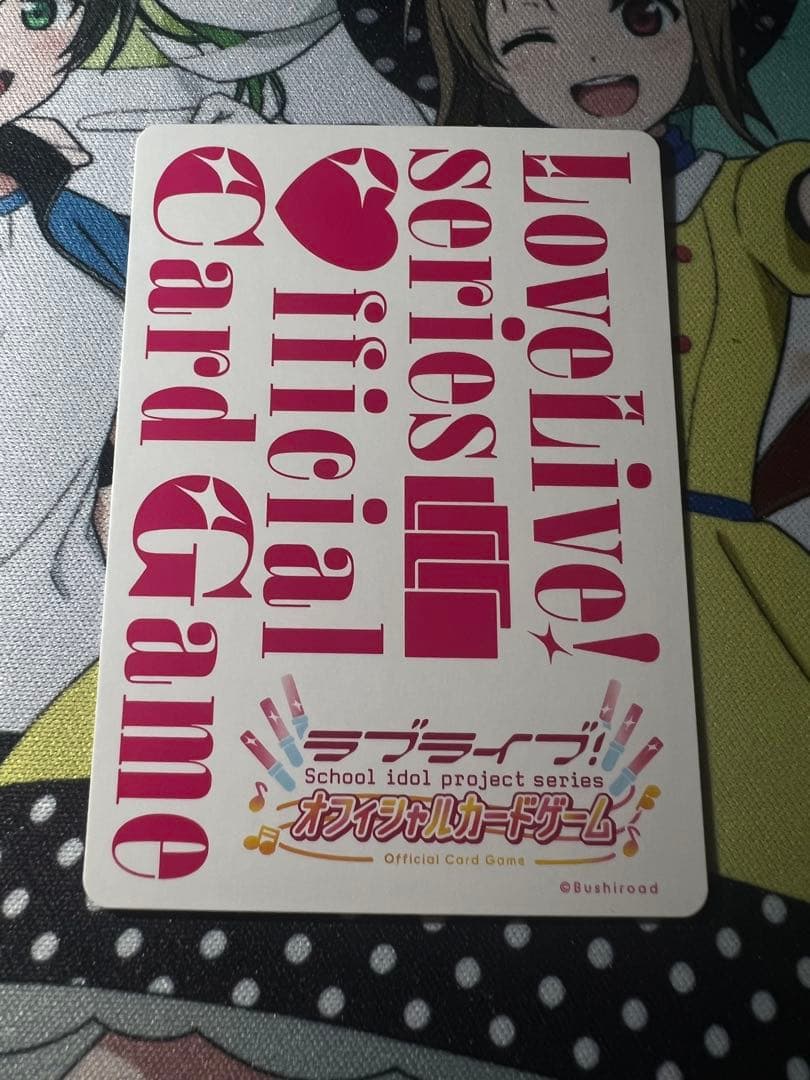 LoveLive!
series
♥fficial
Card Game
ラブライブ!
School idol project series
オフィシャルカードゲーム
Official Card Game
©Bushiroad